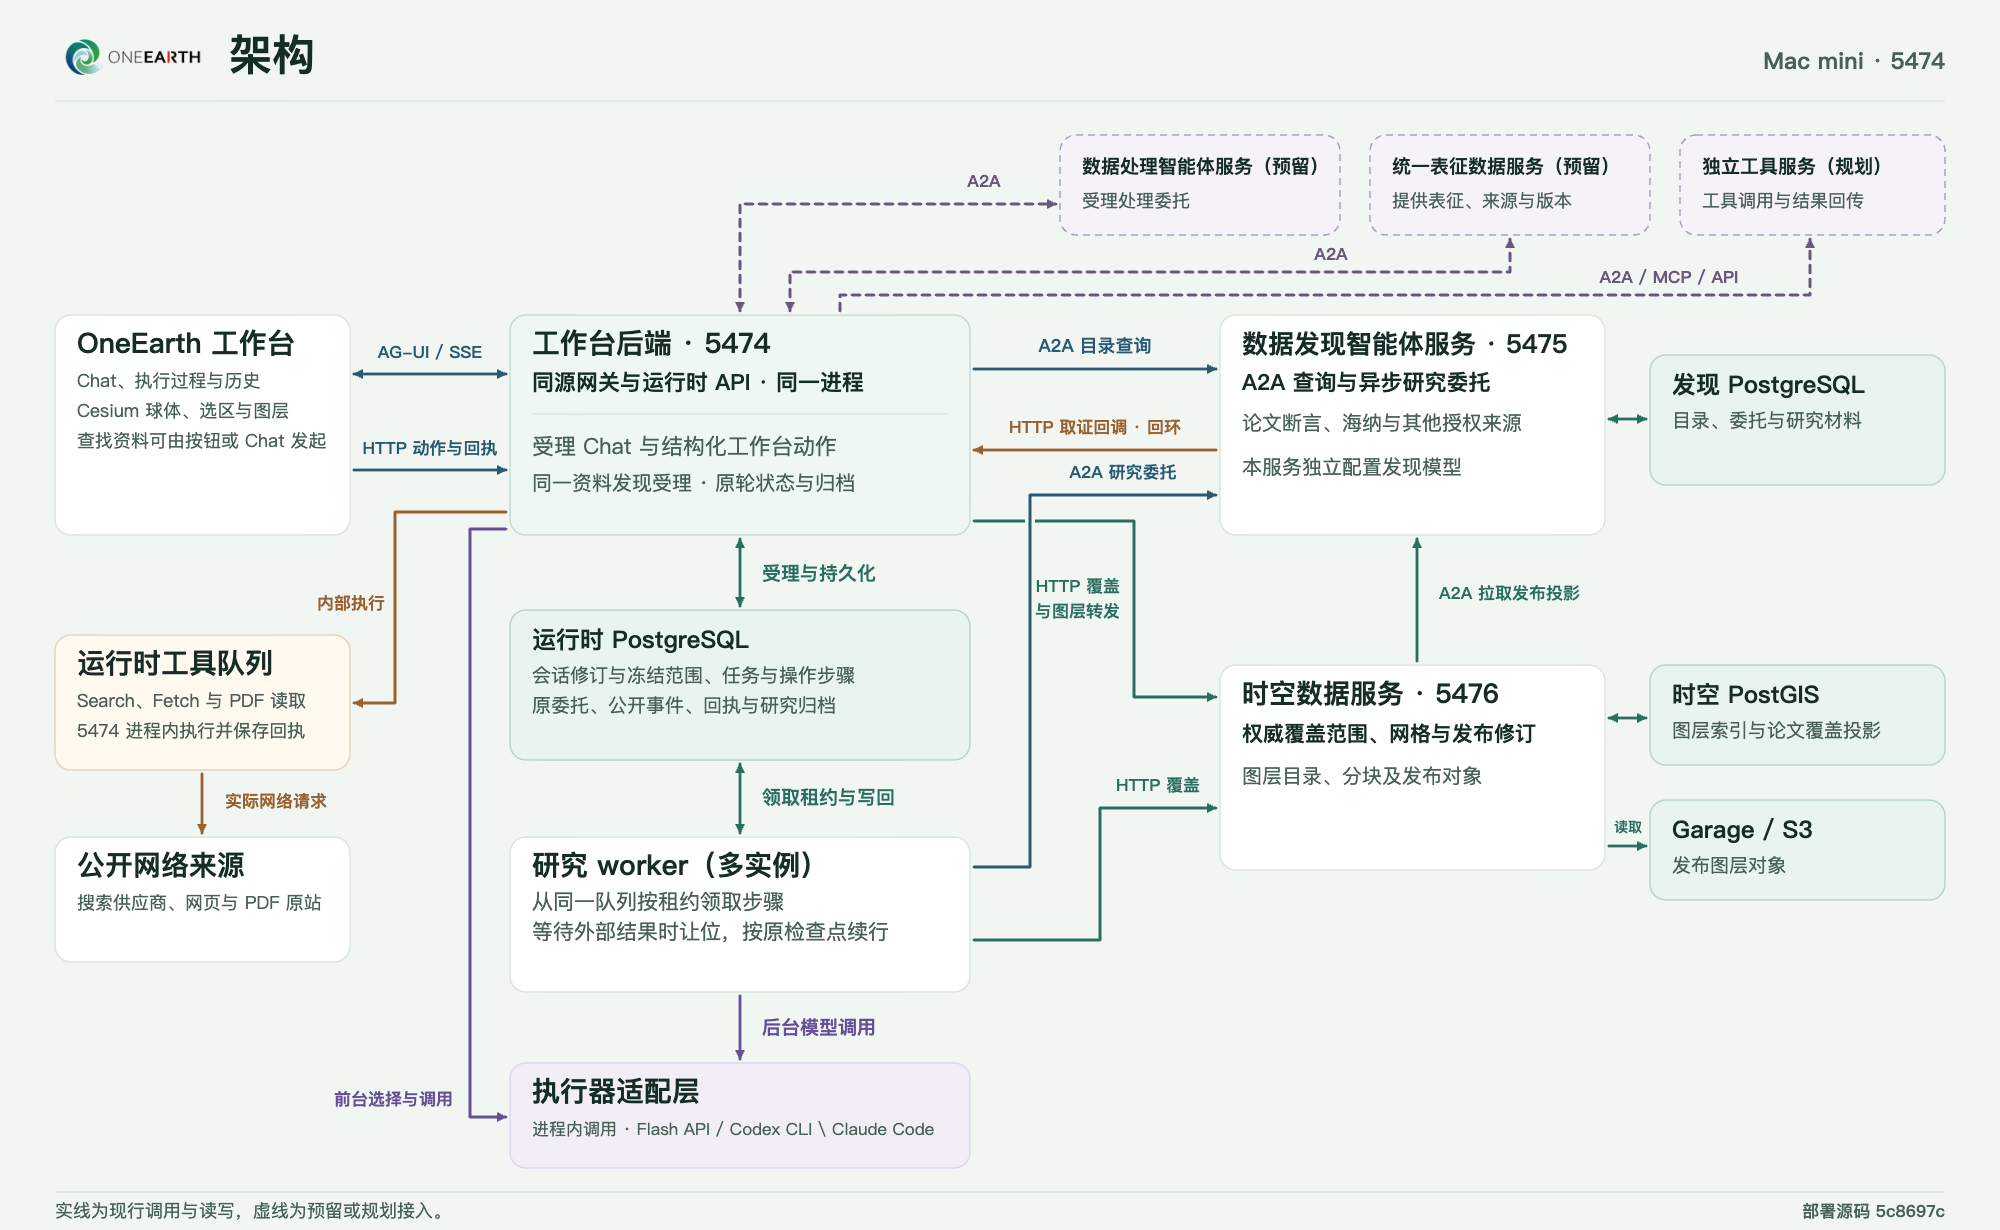 ONEEARTH 架构
Mac mini · 5474
数据处理智能体服务（预留）
受理处理委托
统一表征数据服务（预留）
提供表征、来源与版本
独立工具服务（规划）
工具调用与结果回传
A2A
A2A
A2A / MCP / API
OneEarth 工作台
Chat、执行过程与历史
Cesium 球体、选区与图层
查找资料可由按钮或 Chat 发起
AG-UI / SSE
HTTP 动作与回执
工作台后端 · 5474
同源网关与运行时 API · 同一进程
受理 Chat 与结构化工作台动作
同一资料发现受理 · 原轮状态与归档
A2A 目录查询
HTTP 取证回调 · 回环
A2A 研究委托
数据发现智能体服务 · 5475
A2A 查询与异步研究委托
论文断言、海纳与其他授权来源
本服务独立配置发现模型
发现 PostgreSQL
目录、委托与研究材料
受理与持久化
HTTP 覆盖
与图层转发
A2A 拉取发布投影
内部执行
运行时工具队列
Search、Fetch 与 PDF 读取
5474 进程内执行并保存回执
运行时 PostgreSQL
会话修订与冻结范围、任务与操作步骤
原委托、公开事件、回执与研究归档
时空数据服务 · 5476
权威覆盖范围、网格与发布修订
图层目录、分块及发布对象
时空 PostGIS
图层索引与论文覆盖投影
实际网络请求
领取租约与写回
HTTP 覆盖
读取
Garage / S3
发布图层对象
公开网络来源
搜索供应商、网页与 PDF 原站
研究 worker（多实例）
从同一队列按租约领取步骤
等待外部结果时让位，按原检查点续行
后台模型调用
前台选择与调用
执行器适配层
进程内调用 · Flash API / Codex CLI \ Claude Code
实线为现行调用与读写，虚线为预留或规划接入。
部署源码 5c8697c